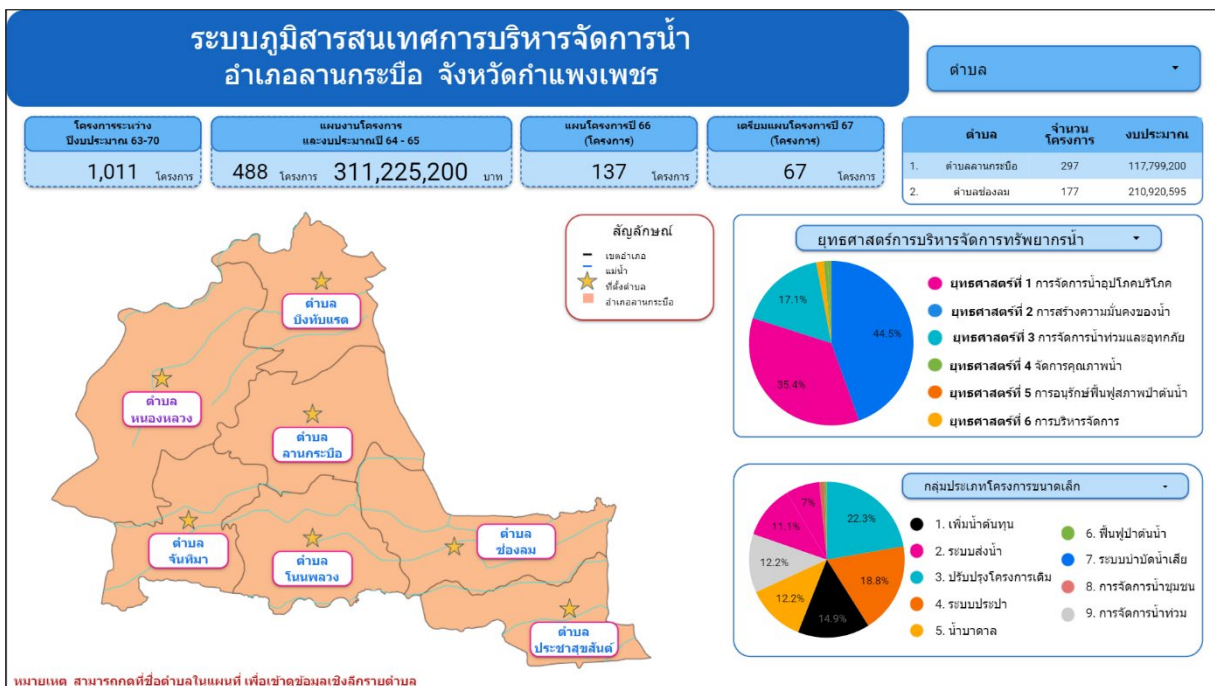 ระบบภูมิสารสนเทศการบริหารจัดการน้ำ
อำเภอลานกระบือ จังหวัดกำแพงเพชร
ตำบล
โครงการระหว่าง
ปีงบประมาณ 63-70
1,011 โครงการ
แผนงานโครงการ
และงบประมาณปี 64 - 65
488 โครงการ 311,225,200 บาท
แผนโครงการปี 66
(โครงการ)
137 โครงการ
เตรียมแผนโครงการปี 67
(โครงการ)
67 โครงการ
ตำบล จำนวนโครงการ งบประมาณ
1. ตำบลลานกระบือ 297 117,799,200
2. ตำบลช่องลม 177 210,920,595
สัญลักษณ์
เขตอำเภอ
แม่น้ำ
ที่ตั้งตำบล
อำเภอลานกระบือ
ตำบล
บึงทับแรต
ตำบล
หนองหลวง
ตำบล
ลานกระบือ
ตำบล
จันทิมา
ตำบล
โนนพลวง
ตำบล
ช่องลม
ตำบล
ประชาสุขสันต์
ยุทธศาสตร์การบริหารจัดการทรัพยากรน้ำ
17.1%
44.5%
35.4%
ยุทธศาสตร์ที่ 1 การจัดการน้ำอุปโภคบริโภค
ยุทธศาสตร์ที่ 2 การสร้างความมั่นคงของน้ำ
ยุทธศาสตร์ที่ 3 การจัดการน้ำท่วมและอุทกภัย
ยุทธศาสตร์ที่ 4 จัดการคุณภาพน้ำ
ยุทธศาสตร์ที่ 5 การอนุรักษ์ฟื้นฟูสภาพป่าต้นน้ำ
ยุทธศาสตร์ที่ 6 การบริหารจัดการ
กลุ่มประเภทโครงการขนาดเล็ก
7%
11.1%
22.3%
12.2%
18.8%
12.2%
14.9%
1. เพิ่มน้ำต้นทุน
2. ระบบส่งน้ำ
3. ปรับปรุงโครงการเดิม
4. ระบบประปา
5. น้ำบาดาล
6. ฟื้นฟูป่าต้นน้ำ
7. ระบบบำบัดน้ำเสีย
8. การจัดการน้ำชุมชน
9. การจัดการน้ำท่วม
หมายเหตุ สามารถกดที่ชื่อตำบลในแผนที่ เพื่อเข้าดูข้อมูลเชิงลึกรายตำบล